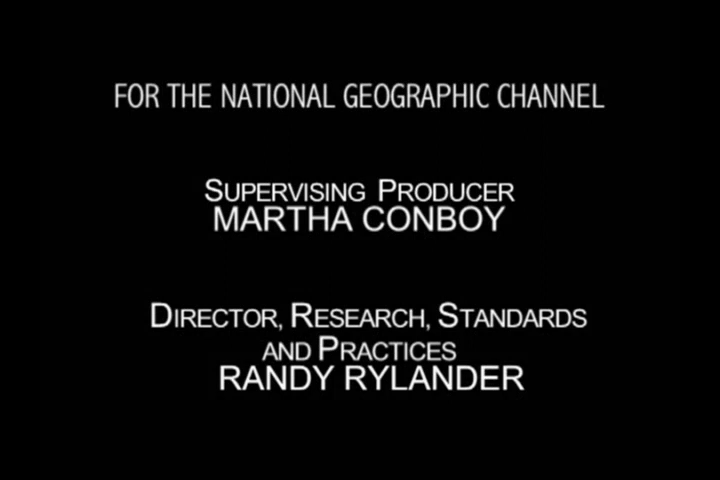 FOR THE NATIONAL GEOGRAPHIC CHANNEL
SUPERVISING PRODUCER
MARTHA CONBOY
DIRECTOR, RESEARCH, STANDARDS
AND PRACTICES
RANDY RYLANDER